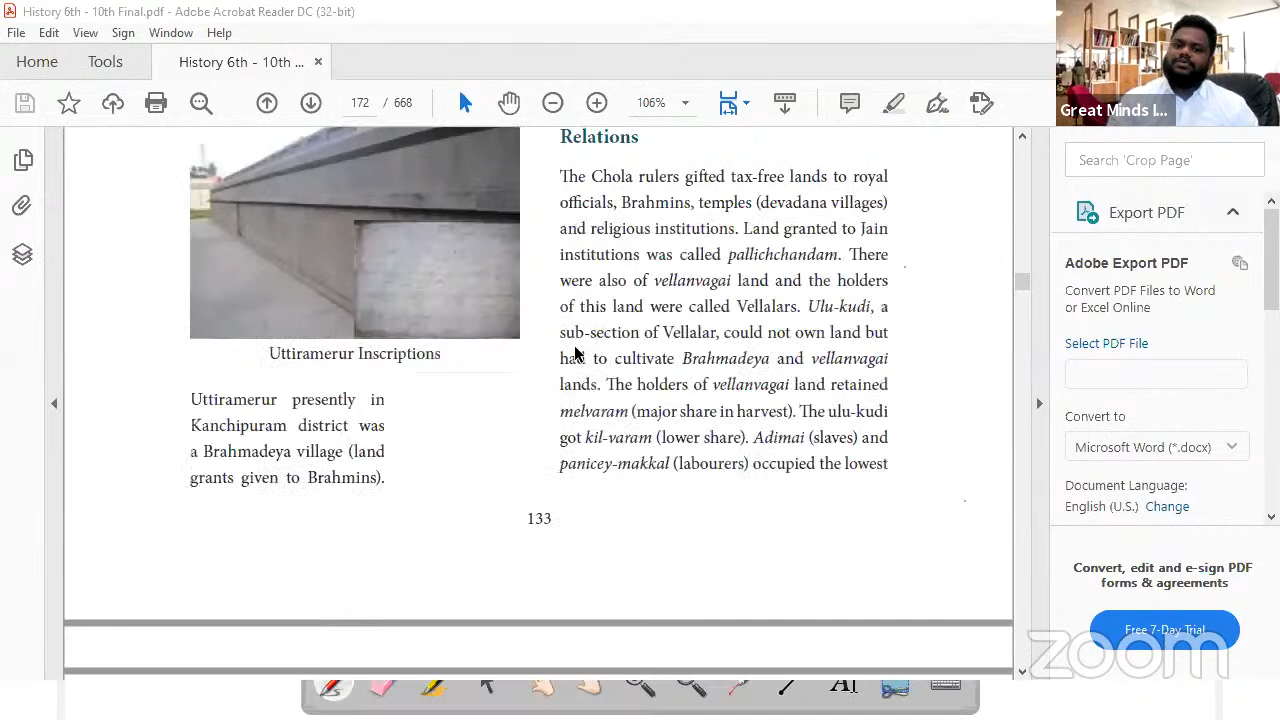 History 6th - 10th Final.pdf - Adobe Acrobat Reader DC (32-bit)
File Edit View Sign Window Help
Home Tools History 6th - 10th ... ×
172 / 668 106%
Great Minds I...
Relations
The Chola rulers gifted tax-free lands to royal
officials, Brahmins, temples (devadana villages)
and religious institutions. Land granted to Jain
institutions was called pallichchandam. There
were also of vellanvagai land and the holders
of this land were called Vellalars. Ulu-kudi, a
sub-section of Vellalar, could not own land but
had to cultivate Brahmadeya and vellanvagai
lands. The holders of vellanvagai land retained
melvaram (major share in harvest). The ulu-kudi
got kil-varam (lower share). Adimai (slaves) and
panicey-makkal (labourers) occupied the lowest
Uttiramerur Inscriptions
Uttiramerur presently in
Kanchipuram district was
a Brahmadeya village (land
grants given to Brahmins).
133
Search 'Crop Page'
Export PDF
Adobe Export PDF
Convert PDF Files to Word
or Excel Online
Select PDF File
Convert to
Microsoft Word (*.docx)
Document Language:
English (U.S.) Change
Convert, edit and e-sign PDF
forms & agreements
Free 7-Day Trial
zoom
AI